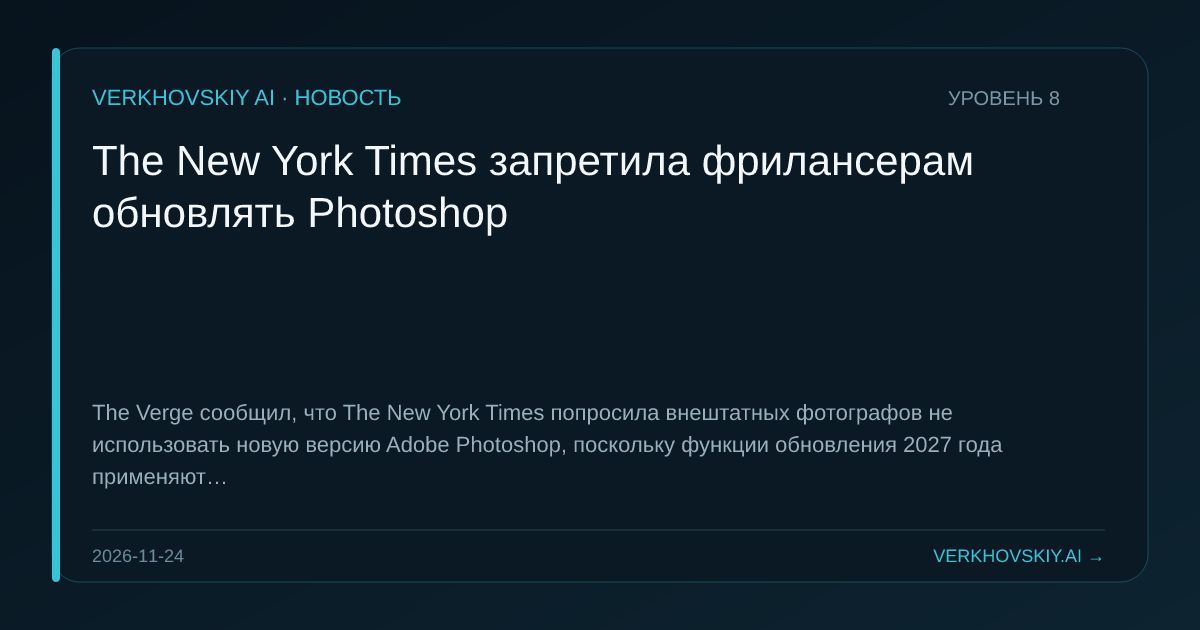 VERKHOVSKIY AI · НОВОСТЬ
УРОВЕНЬ 8
The New York Times запретила фрилансерам
обновлять Photoshop
The Verge сообщил, что The New York Times попросила внештатных фотографов не
использовать новую версию Adobe Photoshop, поскольку функции обновления 2027 года
применяют…
2026-11-24
VERKHOVSKIY.AI →